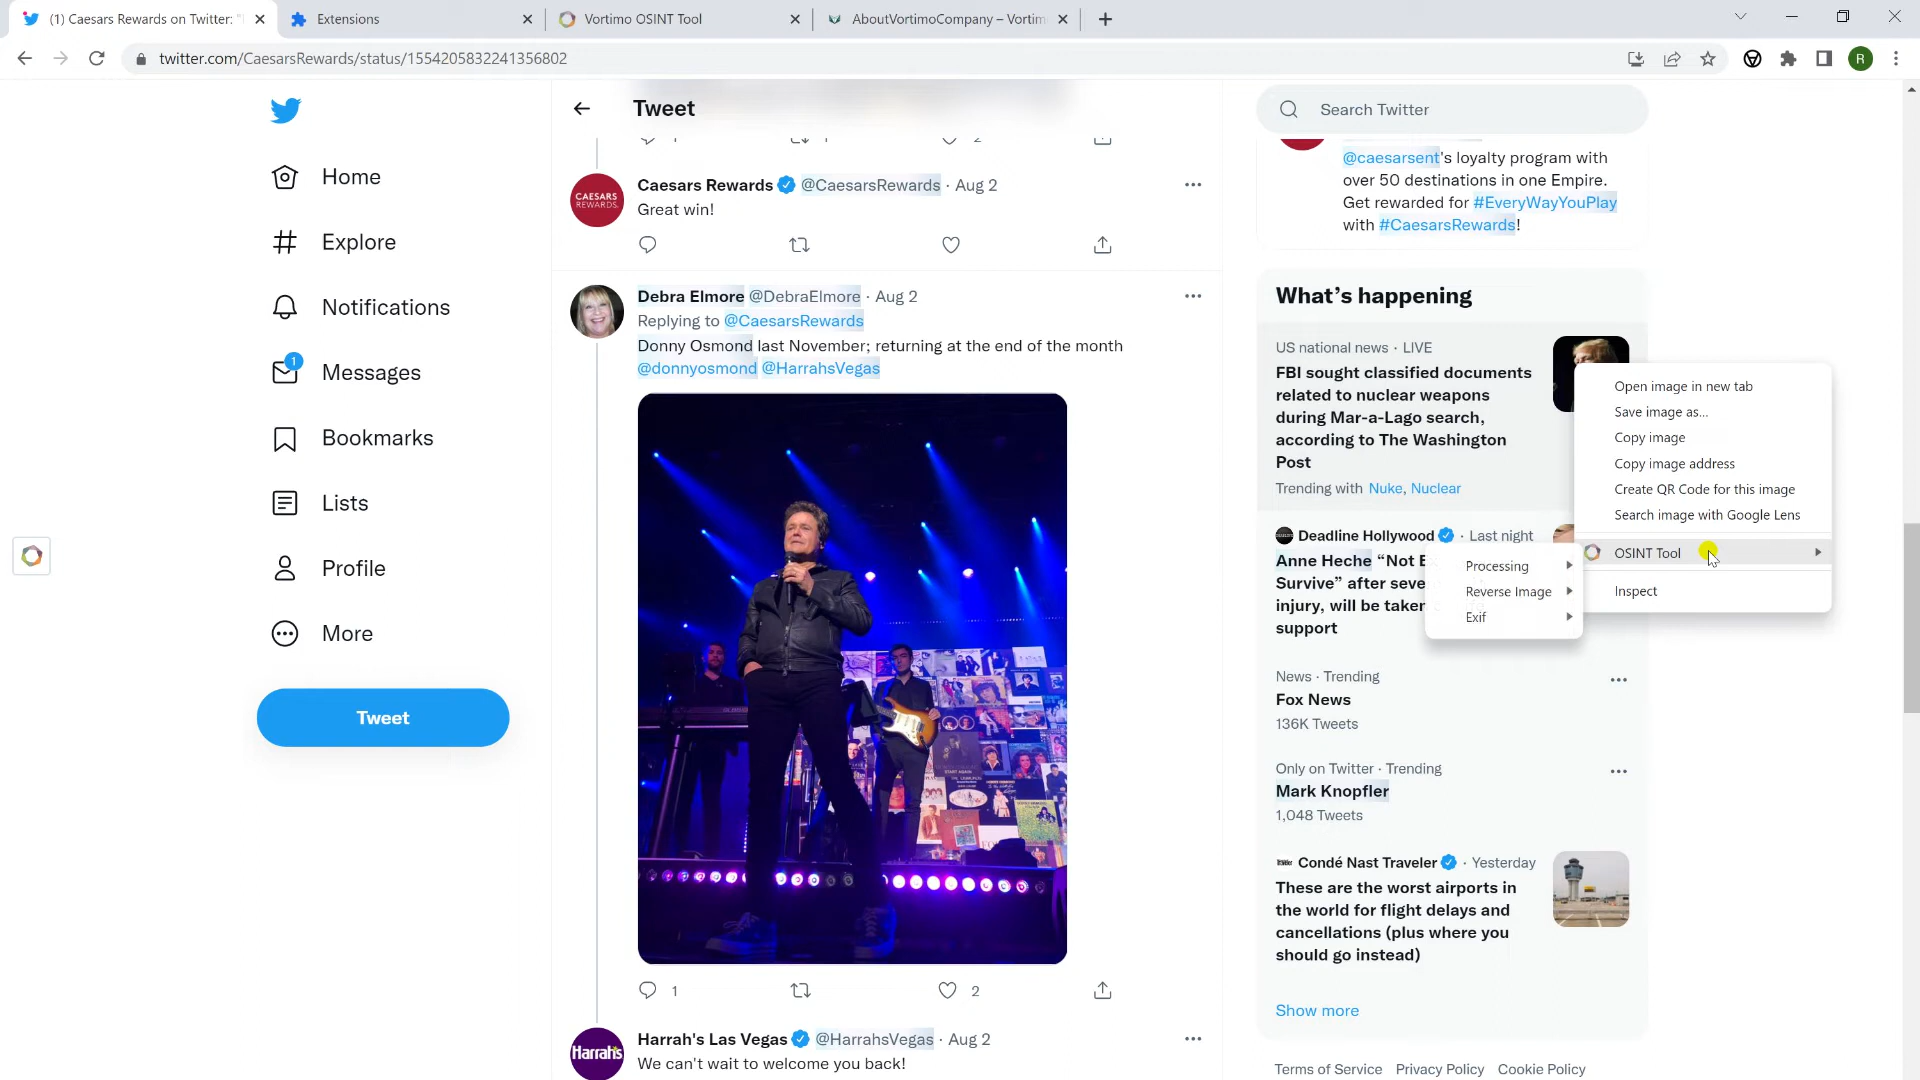 (1) Caesars Rewards on Twitter: "
Extensions
Vortimo OSINT Tool
AboutVortimoCompany – Vortim
twitter.com/CaesarsRewards/status/1554205832241356802
R
Home
Explore
Notifications
1
Messages
Bookmarks
Lists
Profile
More
Tweet
Tweet
Caesars Rewards @CaesarsRewards · Aug 2
CAESARS
REWARDS.
Great win!
Debra Elmore @DebraElmore · Aug 2
Replying to @CaesarsRewards
Donny Osmond last November; returning at the end of the month
@donnyosmond @HarrahsVegas
1
2
Harrah's Las Vegas @HarrahsVegas · Aug 2
Harrahs
We can't wait to welcome you back!
Search Twitter
@caesarsent's loyalty program with
over 50 destinations in one Empire.
Get rewarded for #EveryWayYouPlay
with #CaesarsRewards!
What's happening
US national news · LIVE
FBI sought classified documents
related to nuclear weapons
during Mar-a-Lago search,
according to The Washington
Post
Trending with Nuke, Nuclear
Deadline Hollywood · Last night
Anne Heche “Not E
Survive” after seve
injury, will be taken
support
News · Trending
Fox News
136K Tweets
Only on Twitter · Trending
Mark Knopfler
1,048 Tweets
Condé Nast Traveler · Yesterday
These are the worst airports in
the world for flight delays and
cancellations (plus where you
should go instead)
Show more
Terms of Service Privacy Policy Cookie Policy
Open image in new tab
Save image as...
Copy image
Copy image address
Create QR Code for this image
Search image with Google Lens
OSINT Tool
Inspect
Processing
Reverse Image
Exif